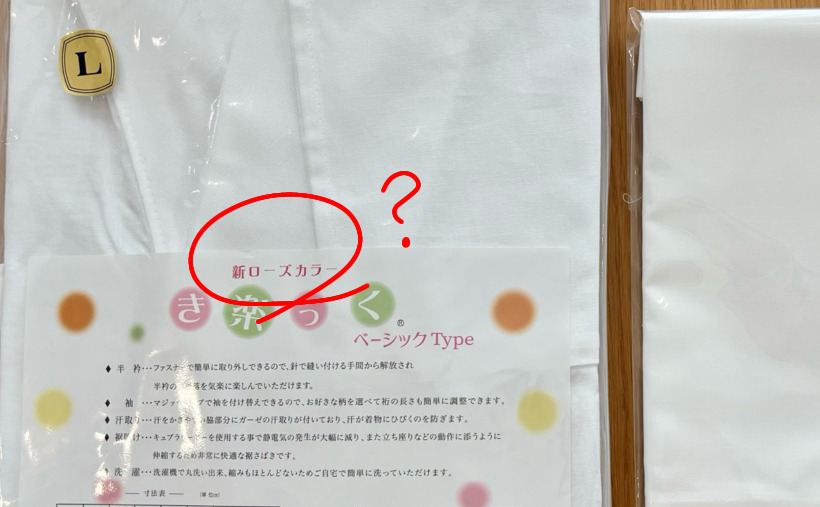 L
新ローズカラー
き楽っく®
ベーシックType
?
♦ 半 衿…ファスナーで簡単に取り外しできるので、針で縫い付ける手間から解放され
半衿の を気楽に楽しんでいただけます。
♦ 袖 …マジックテープで袖を付け替えできるので、お好きな柄を選べて裄の長さも簡単に調整できます。
♦ 汗取り…汗をかきやすい脇部分にガーゼの汗取りが付いており、汗が着物にひびくのを防ぎます。
♦ 裾除け…キュプラ を使用する事で静電気の発生が大幅に減り、また立ち座りなどの動作に添うように
伸縮するため非常に快適な裾さばきです。
♦ 洗 濯…洗濯機で丸洗い出来、縮みもほとんどないためご自宅で簡単に洗っていただけます。
── 寸法表 ── (単位cm)